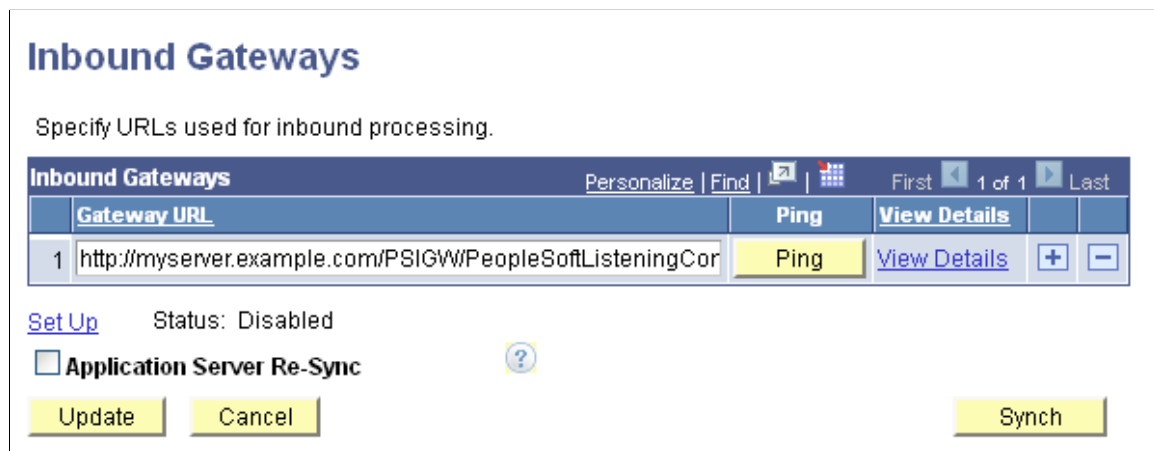 Inbound Gateways
Specify URLs used for inbound processing.
Inbound Gateways Personalize | Find | | First 1 of 1 Last
Gateway URL Ping View Details
1 http://myserver.example.com/PSIGW/PeopleSoftListeningCor Ping View Details + −
Set Up Status: Disabled
Application Server Re-Sync ?
Update Cancel Synch